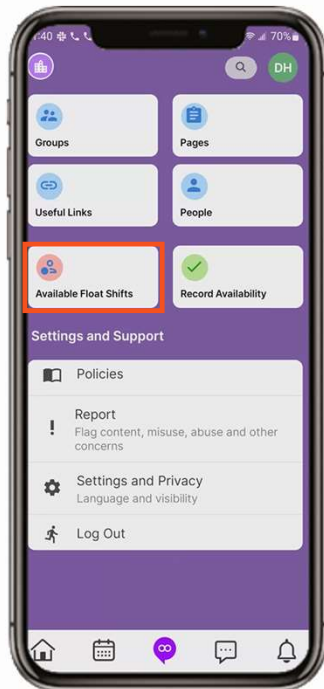 :40 70%
DH
Groups
Pages
Useful Links
People
Available Float Shifts
Record Availability
Settings and Support
Policies
Report
Flag content, misuse, abuse and other
concerns
Settings and Privacy
Language and visibility
Log Out